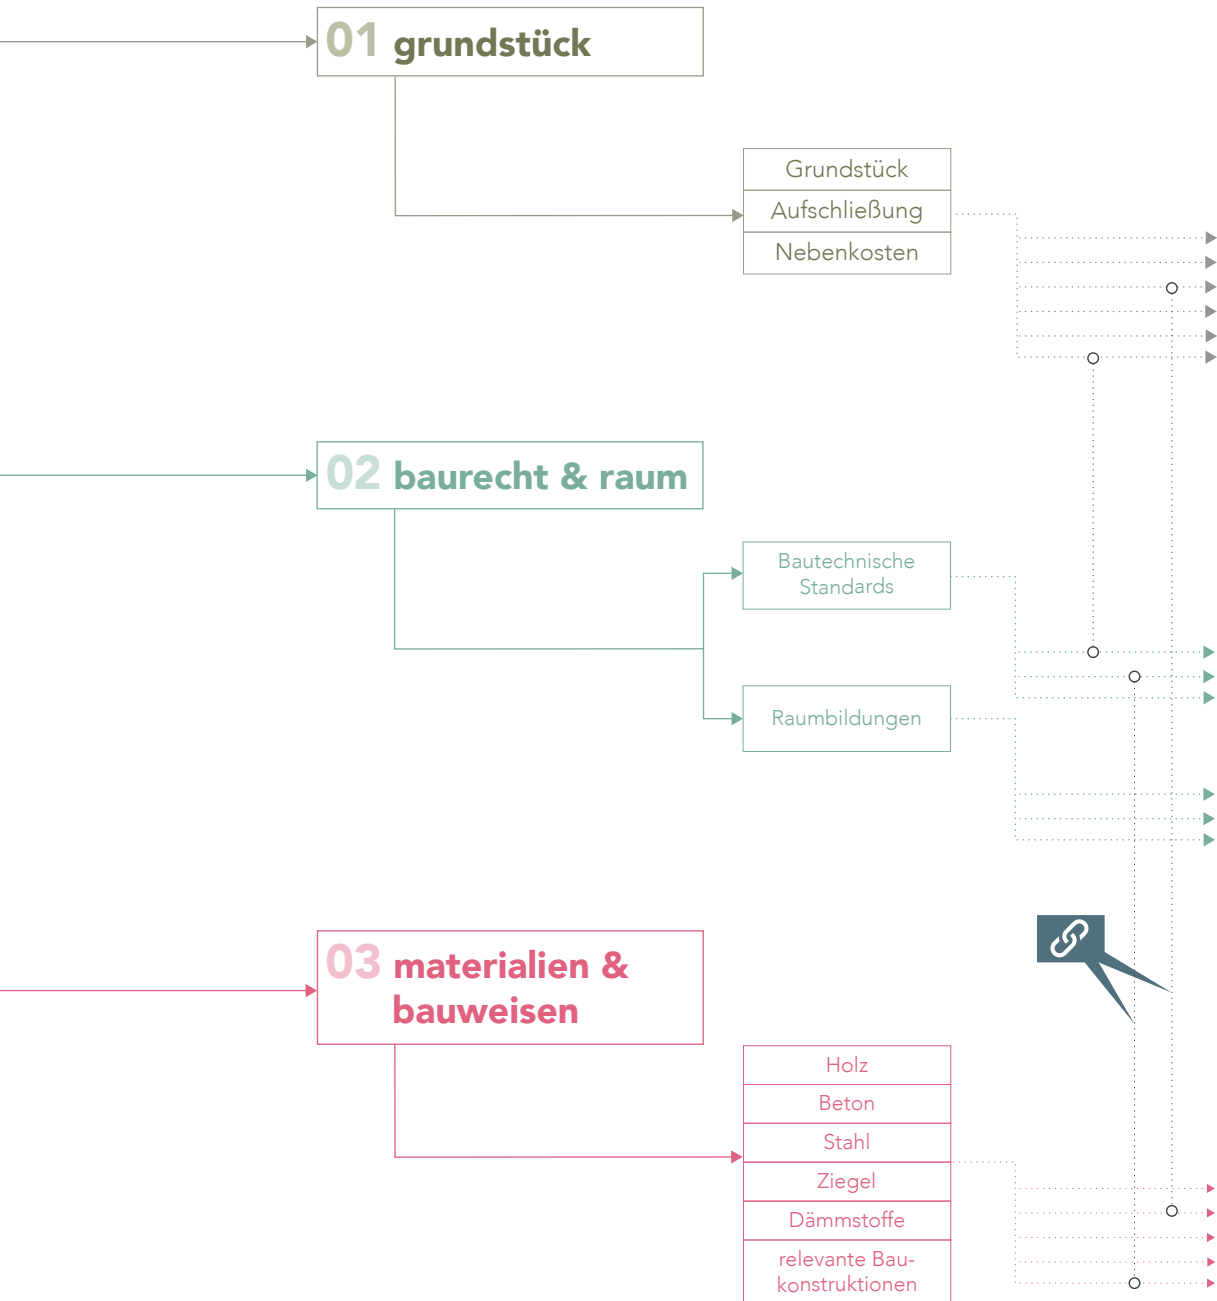 01 grundstück
Grundstück
Aufschließung
Nebenkosten
02 baurecht & raum
Bautechnische
Standards
Raumbildungen
03 materialien &
bauweisen
Holz
Beton
Stahl
Ziegel
Dämmstoffe
relevante Bau-
konstruktionen